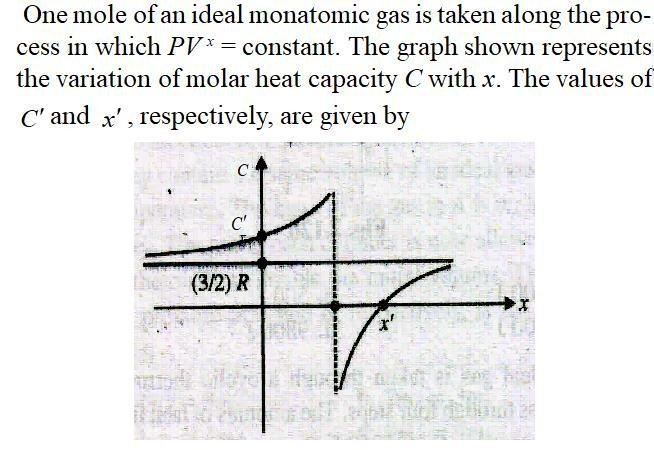 One mole of an ideal monatomic gas is taken along the pro-
cess in which PVˣ = constant. The graph shown represents
the variation of molar heat capacity C with x. The values of
C' and x', respectively, are given by
C
C'
(3/2) R
x
x'